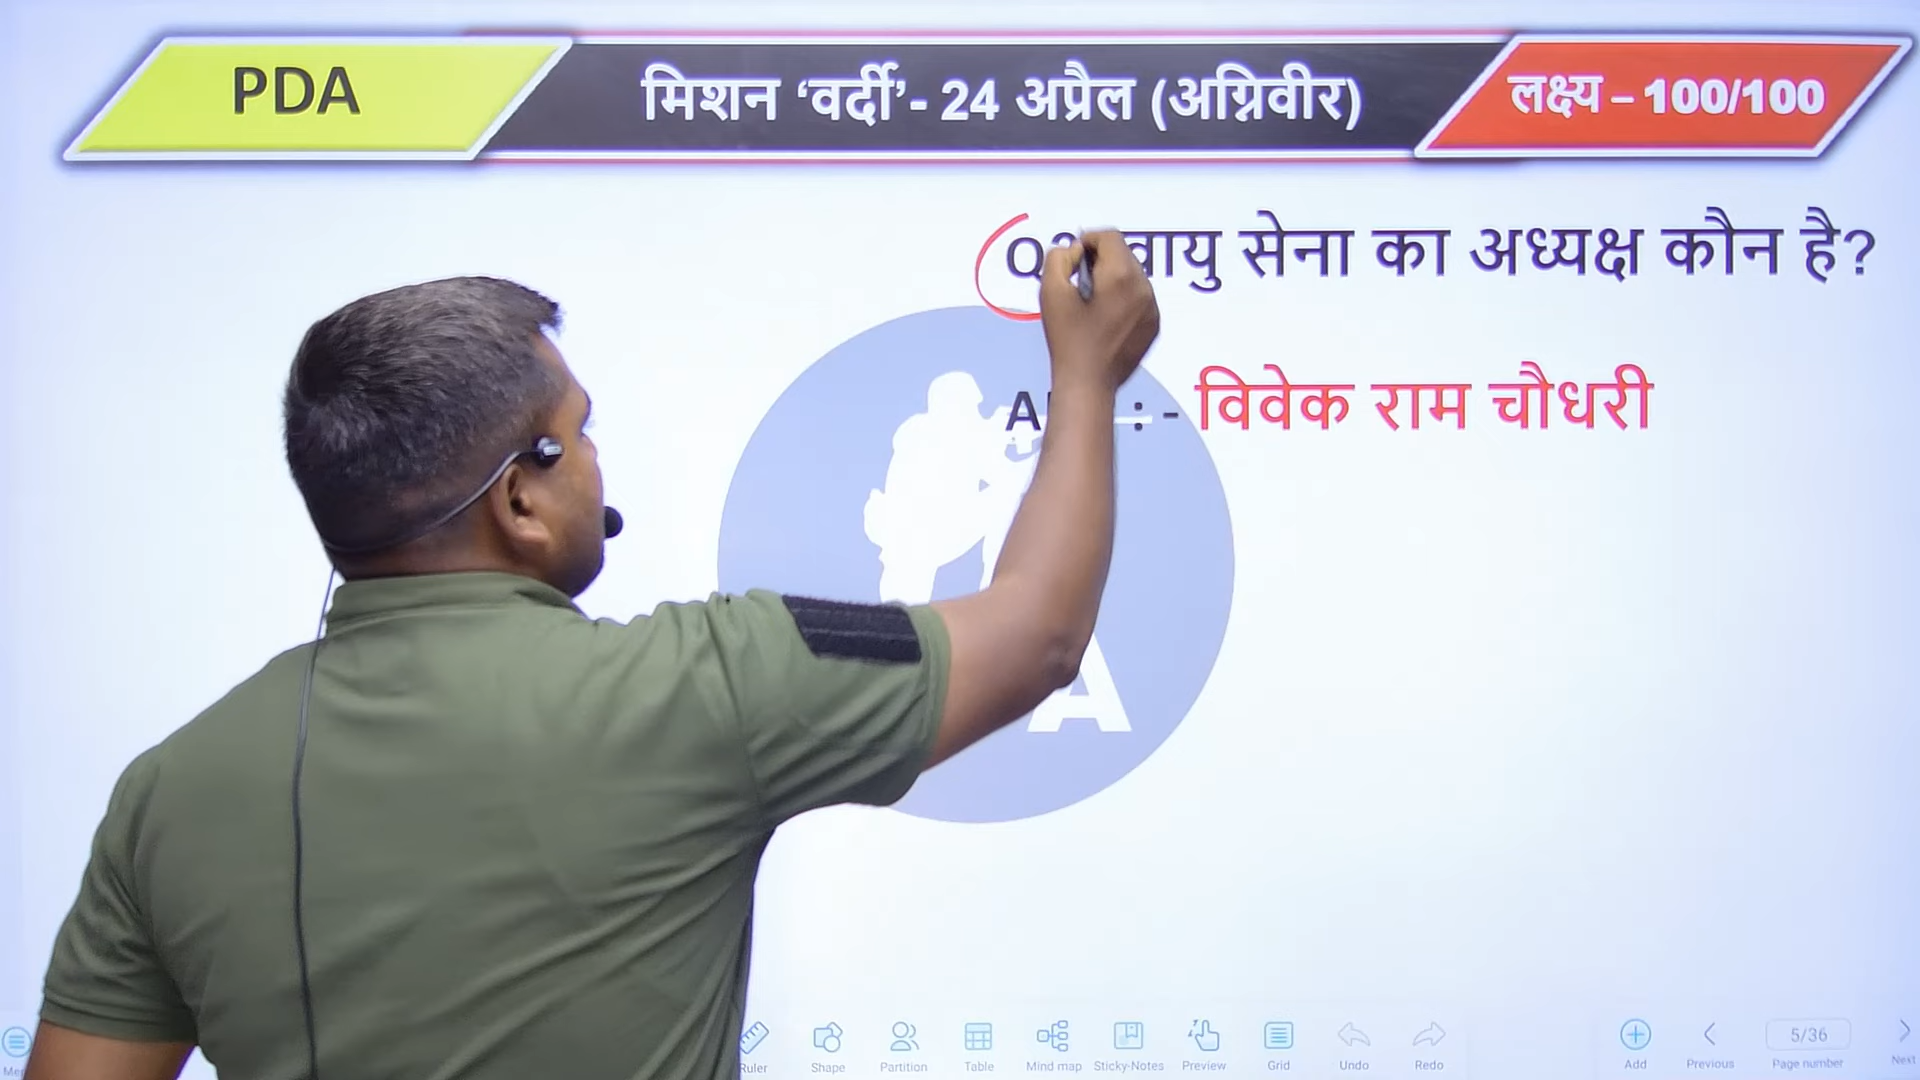 PDA
मिशन ‘वर्दी’- 24 अप्रैल (अग्निवीर)
लक्ष्य – 100/100
वायु सेना का अध्यक्ष कौन है?
: - विवेक राम चौधरी
A
Ruler
Shape
Partition
Table
Mind map
Sticky-Notes
Preview
Grid
Undo
Redo
Add
Previous
5/36
Page number
Next